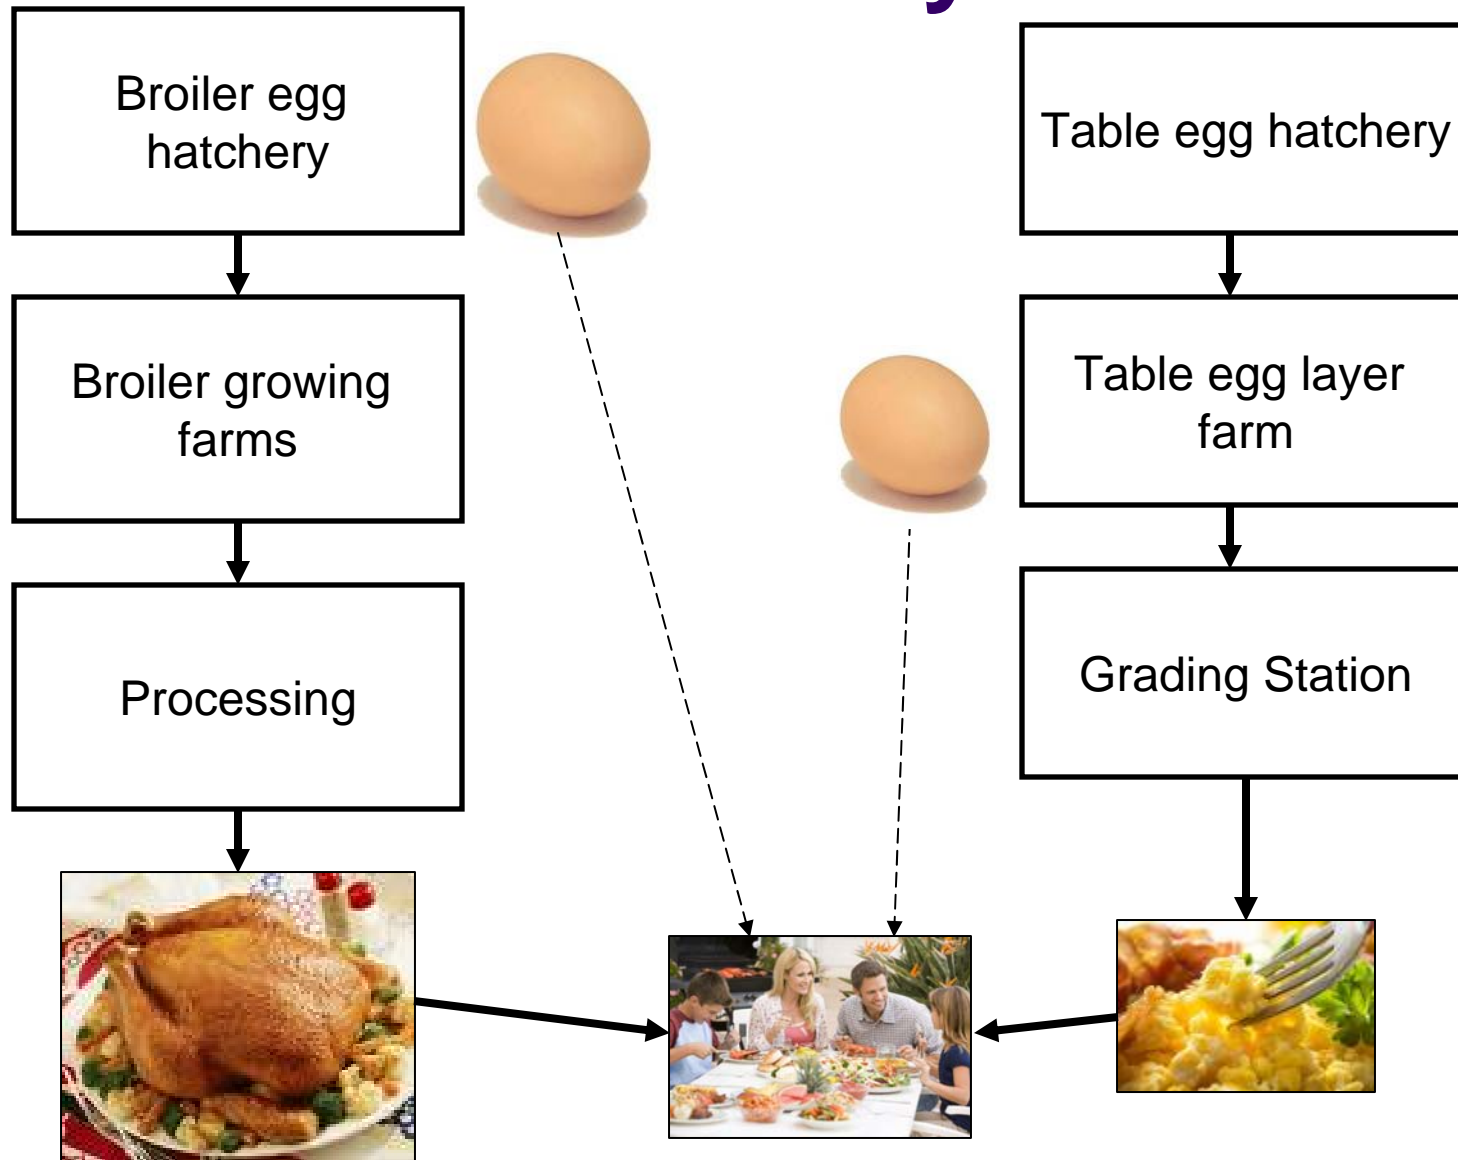 Broiler egg
hatchery
Table egg hatchery
Broiler growing
farms
Table egg layer
farm
Processing
Grading Station